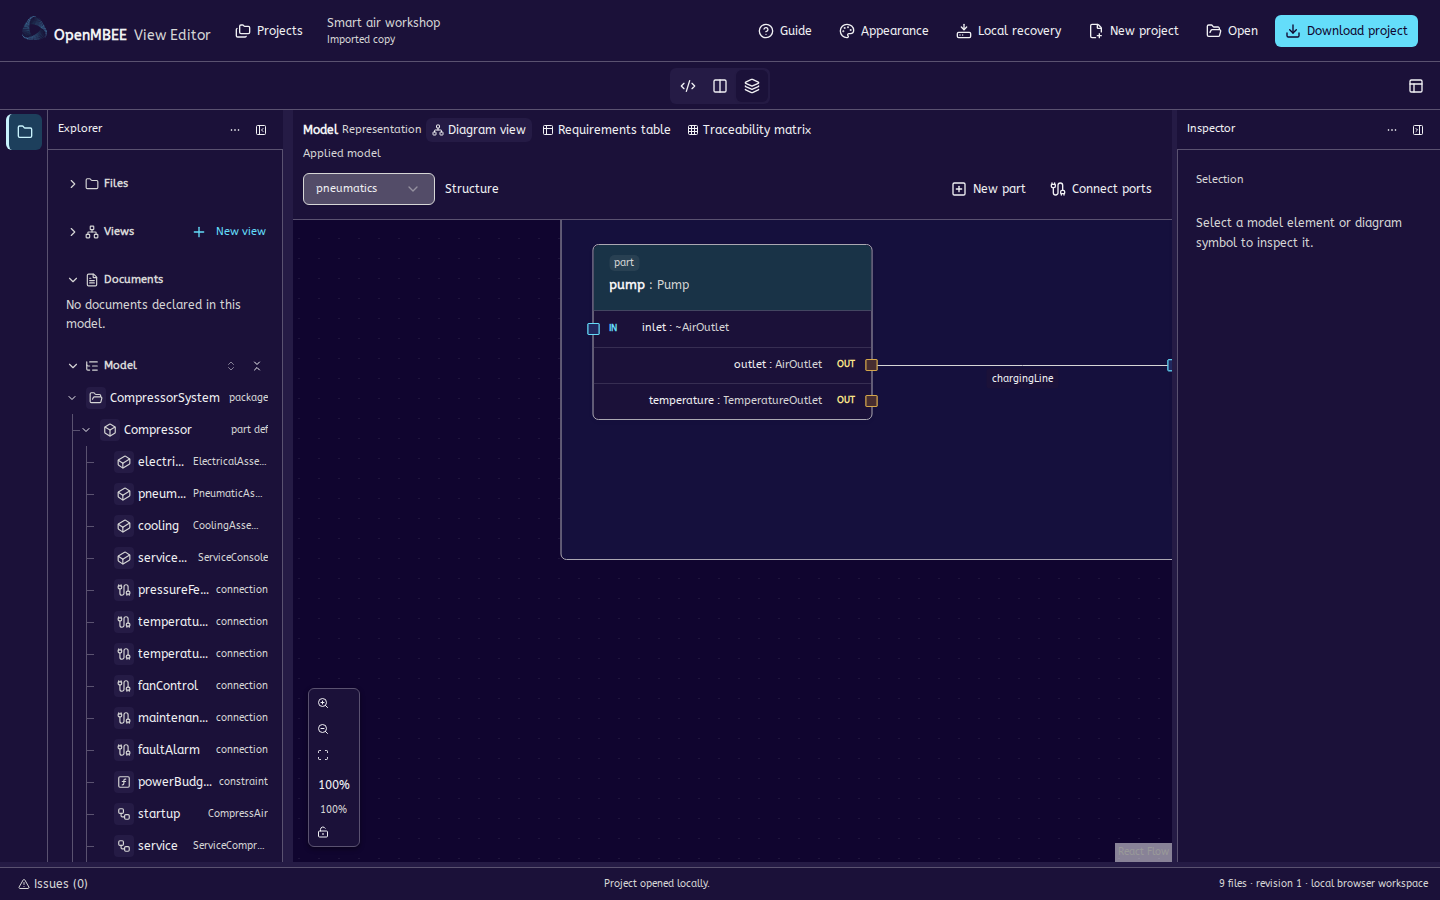 OpenMBEE View Editor
Projects
Smart air workshop
Imported copy
Guide
Appearance
Local recovery
New project
Open
Download project
Explorer
Files
Views
New view
Documents
No documents declared in this
model.
Model
CompressorSystem package
Compressor part def
electri... ElectricalAsse...
pneum... PneumaticAs...
cooling CoolingAsse...
service... ServiceConsole
pressureFe... connection
temperatu... connection
temperatu... connection
fanControl connection
maintenan... connection
faultAlarm connection
powerBudg... constraint
startup CompressAir
service ServiceCompr...
Model Representation Diagram view Requirements table Traceability matrix
Applied model
pneumatics Structure
New part
Connect ports
part
pump : Pump
IN inlet : ~AirOutlet
outlet : AirOutlet OUT
temperature : TemperatureOutlet OUT
chargingLine
100%
100%
React Flow
Inspector
Selection
Select a model element or diagram
symbol to inspect it.
Issues (0)
Project opened locally.
9 files · revision 1 · local browser workspace